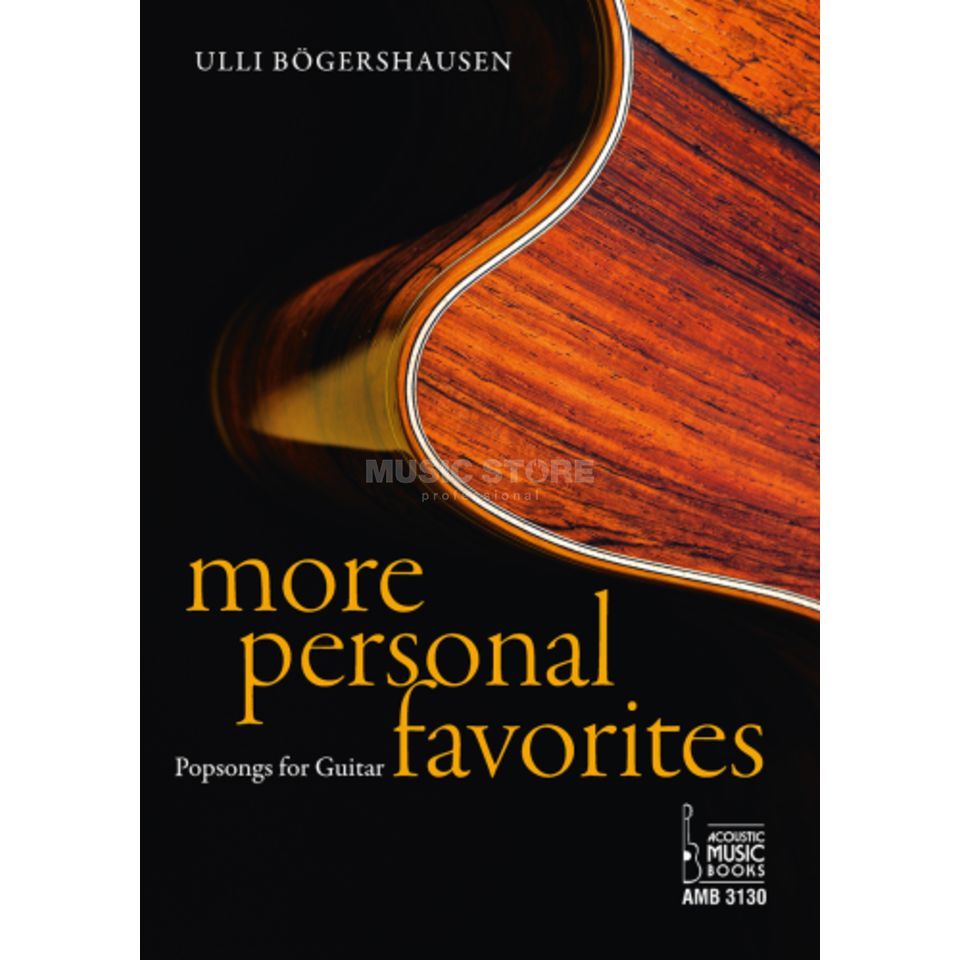 ULLI BÖGERSHAUSEN
MUSIC STORE
professional
more
personal
favorites
Popsongs for Guitar
ACOUSTIC
MUSIC
BOOKS
AMB 3130